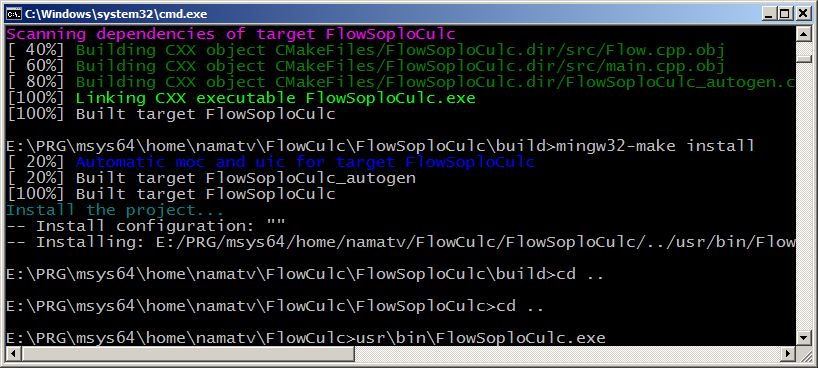 C:\Windows\system32\cmd.exe
Scanning dependencies of target FlowSoploCulc
[ 40%] Building CXX object CMakeFiles/FlowSoploCulc.dir/src/Flow.cpp.obj
[ 60%] Building CXX object CMakeFiles/FlowSoploCulc.dir/src/main.cpp.obj
[ 80%] Building CXX object CMakeFiles/FlowSoploCulc.dir/FlowSoploCulc_autogen.c
[100%] Linking CXX executable FlowSoploCulc.exe
[100%] Built target FlowSoploCulc
E:\PRG\msys64\home\namatv\FlowCulc\FlowSoploCulc\build>mingw32-make install
[ 20%] Automatic moc and uic for target FlowSoploCulc
[ 20%] Built target FlowSoploCulc_autogen
[100%] Built target FlowSoploCulc
Install the project...
-- Install configuration: ""
-- Installing: E:/PRG/msys64/home/namatv/FlowCulc/FlowSoploCulc/../usr/bin/Flow
E:\PRG\msys64\home\namatv\FlowCulc\FlowSoploCulc\build>cd ..
E:\PRG\msys64\home\namatv\FlowCulc\FlowSoploCulc>cd ..
E:\PRG\msys64\home\namatv\FlowCulc>usr\bin\FlowSoploCulc.exe